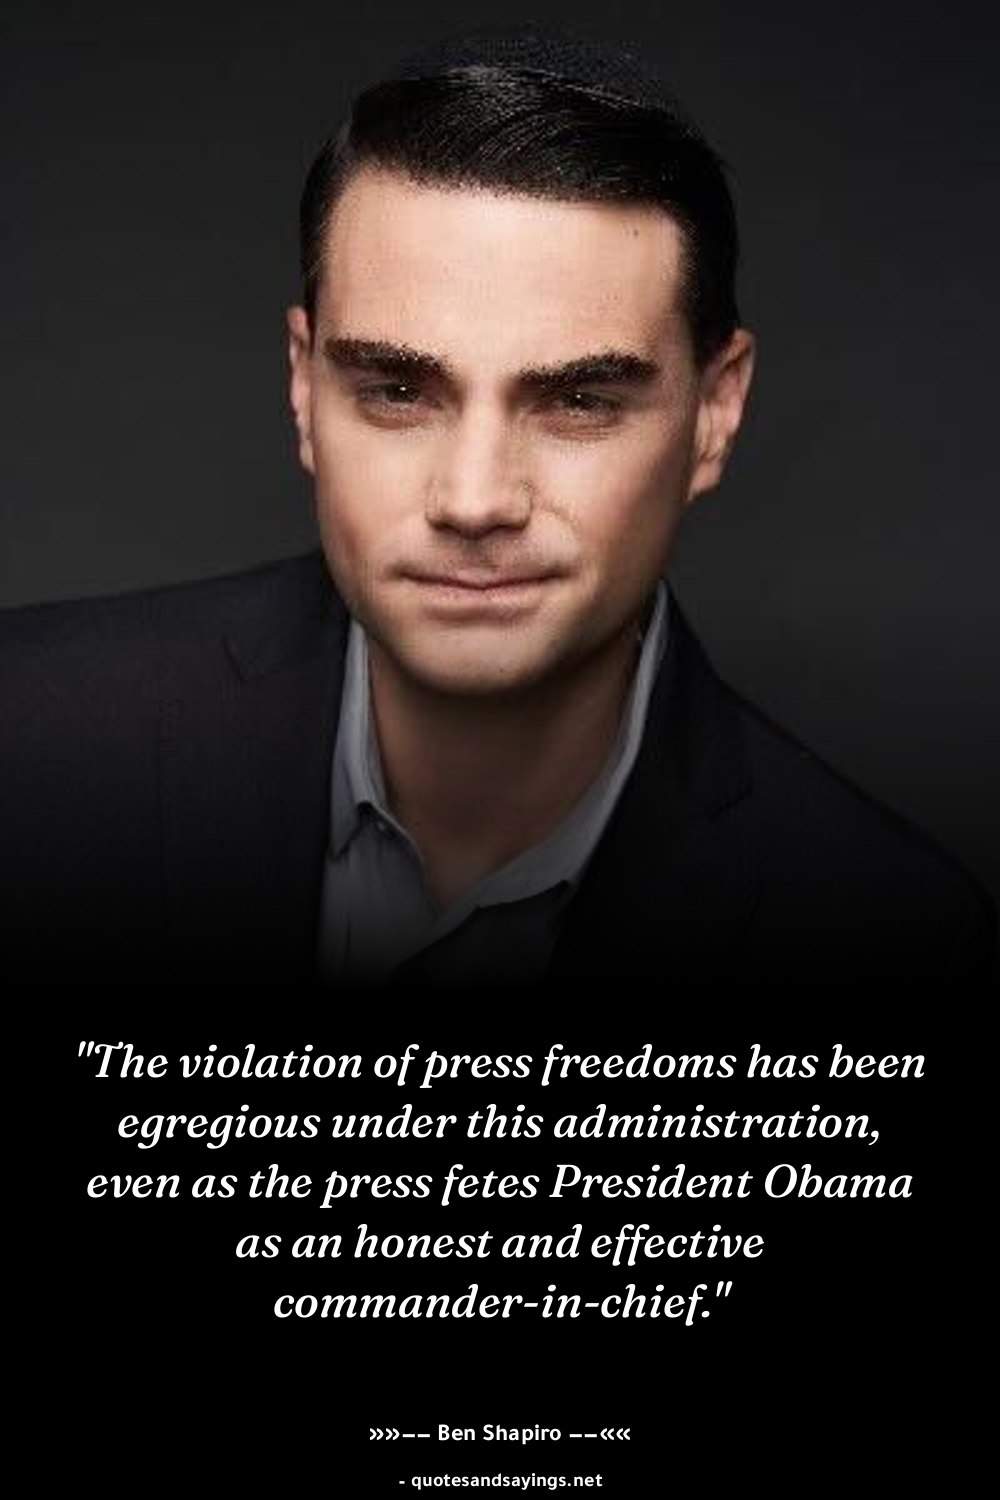 "The violation of press freedoms has been
egregious under this administration,
even as the press fetes President Obama
as an honest and effective
commander-in-chief."
»»–– Ben Shapiro ––««
- quotesandsayings.net